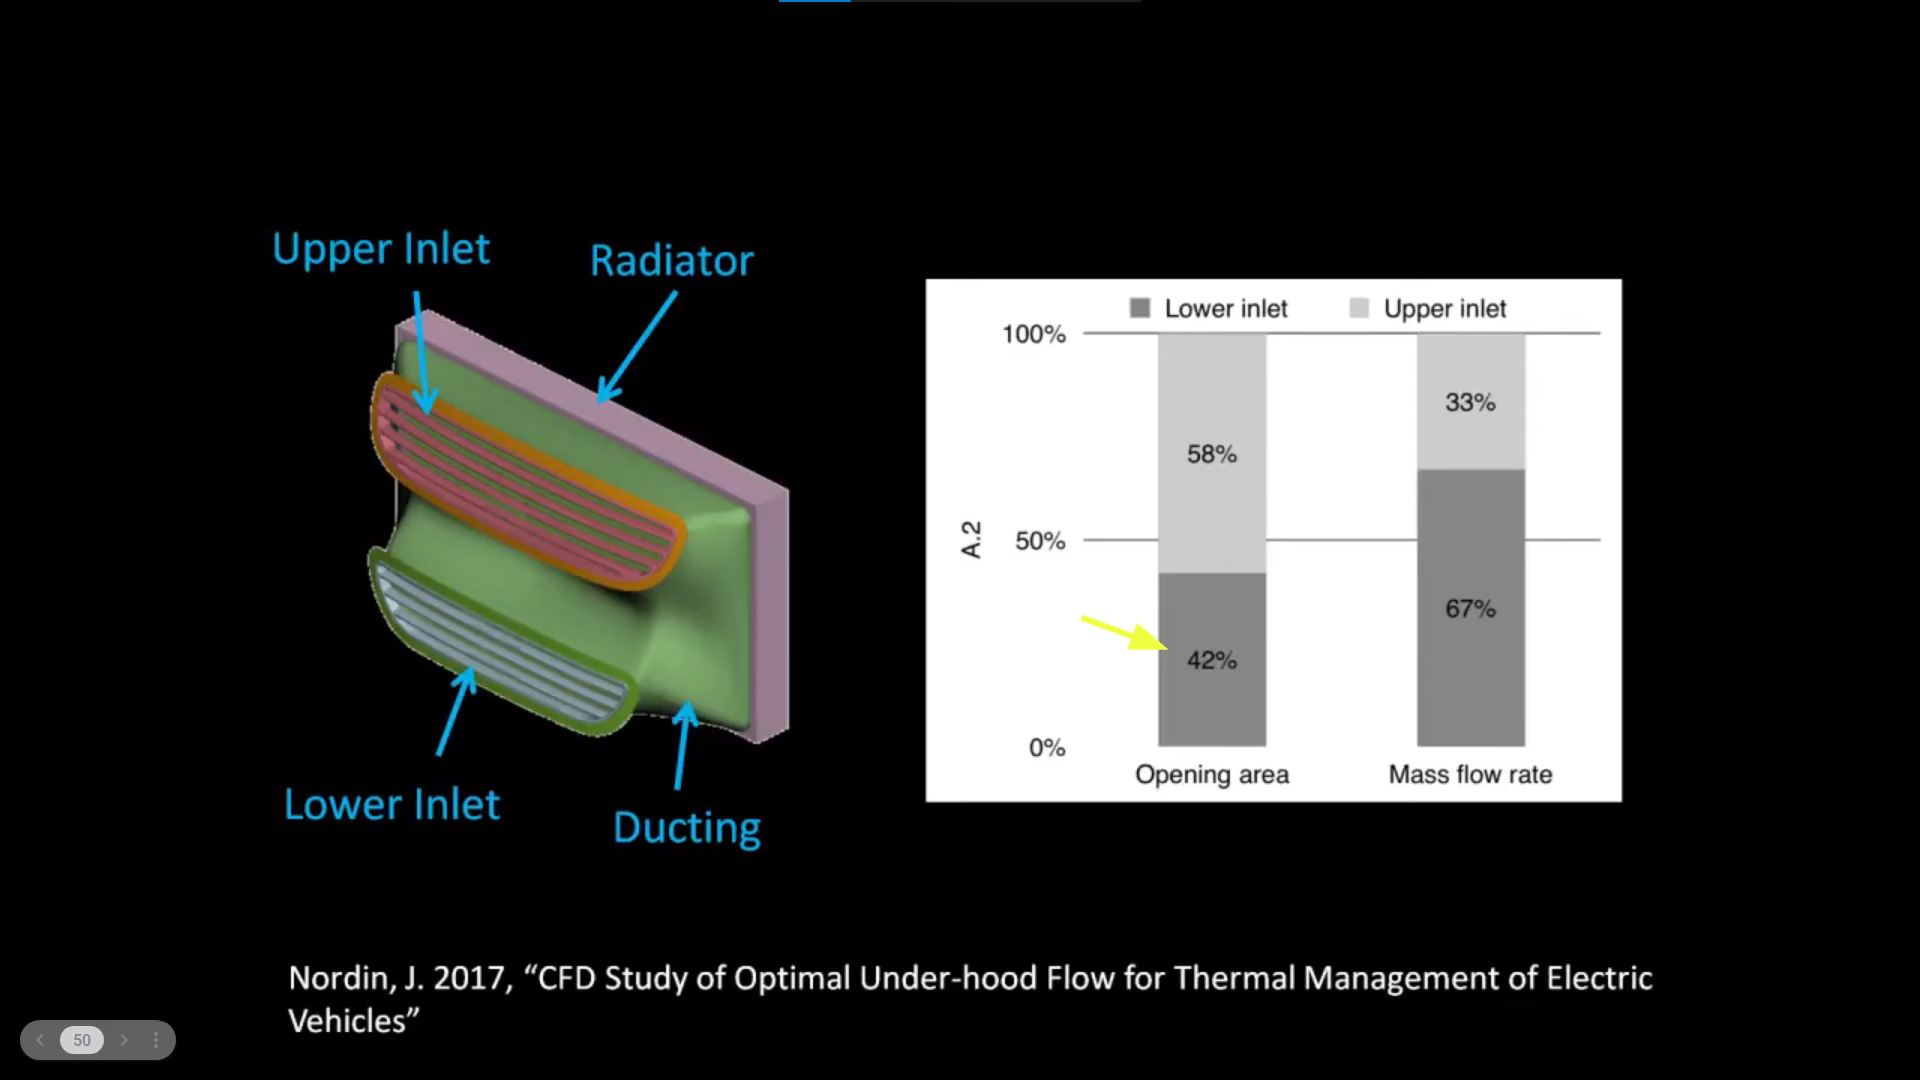 Upper Inlet
Radiator
Lower Inlet
Ducting
Lower inlet
Upper inlet
100%
50%
0%
A.2
58%
42%
33%
67%
Opening area
Mass flow rate
Nordin, J. 2017, “CFD Study of Optimal Under-hood Flow for Thermal Management of Electric
Vehicles”
50